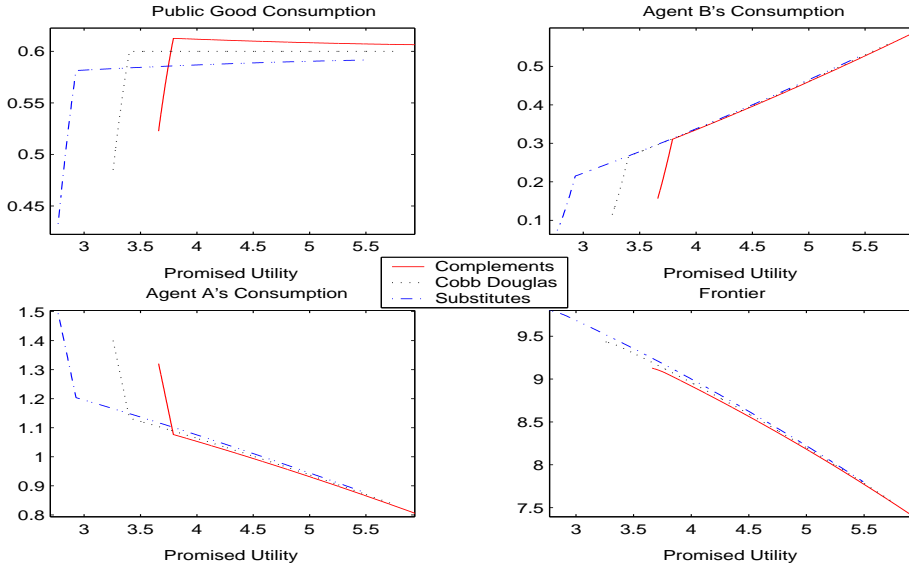 Public Good Consumption
0.6
0.55
0.5
0.45
3 3.5 4 4.5 5 5.5
Promised Utility
Agent B's Consumption
0.5
0.4
0.3
0.2
0.1
3 3.5 4 4.5 5 5.5
Promised Utility
Complements
Cobb Douglas
Substitutes
Agent A's Consumption
1.5
1.4
1.3
1.2
1.1
1
0.9
0.8
3 3.5 4 4.5 5 5.5
Promised Utility
Frontier
9.5
9
8.5
8
7.5
3 3.5 4 4.5 5 5.5
Promised Utility